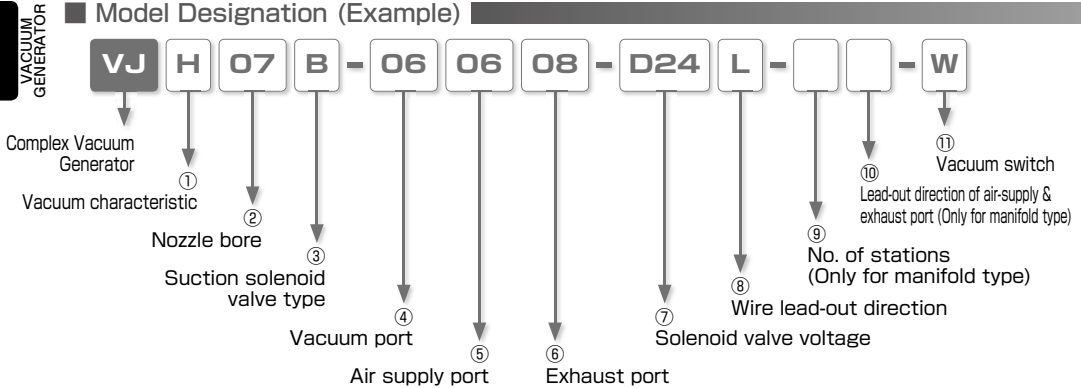 VACUUM
GENERATOR
■ Model Designation (Example)
VJ H 07 B - 06 06 08 - D24 L - - W
Complex Vacuum
Generator
①
Vacuum characteristic
②
Nozzle bore
③
Suction solenoid
valve type
④
Vacuum port
⑤
Air supply port
⑥
Exhaust port
⑦
Solenoid valve voltage
⑧
Wire lead-out direction
⑨
No. of stations
(Only for manifold type)
⑩
Lead-out direction of air-supply &
exhaust port (Only for manifold type)
⑪
Vacuum switch